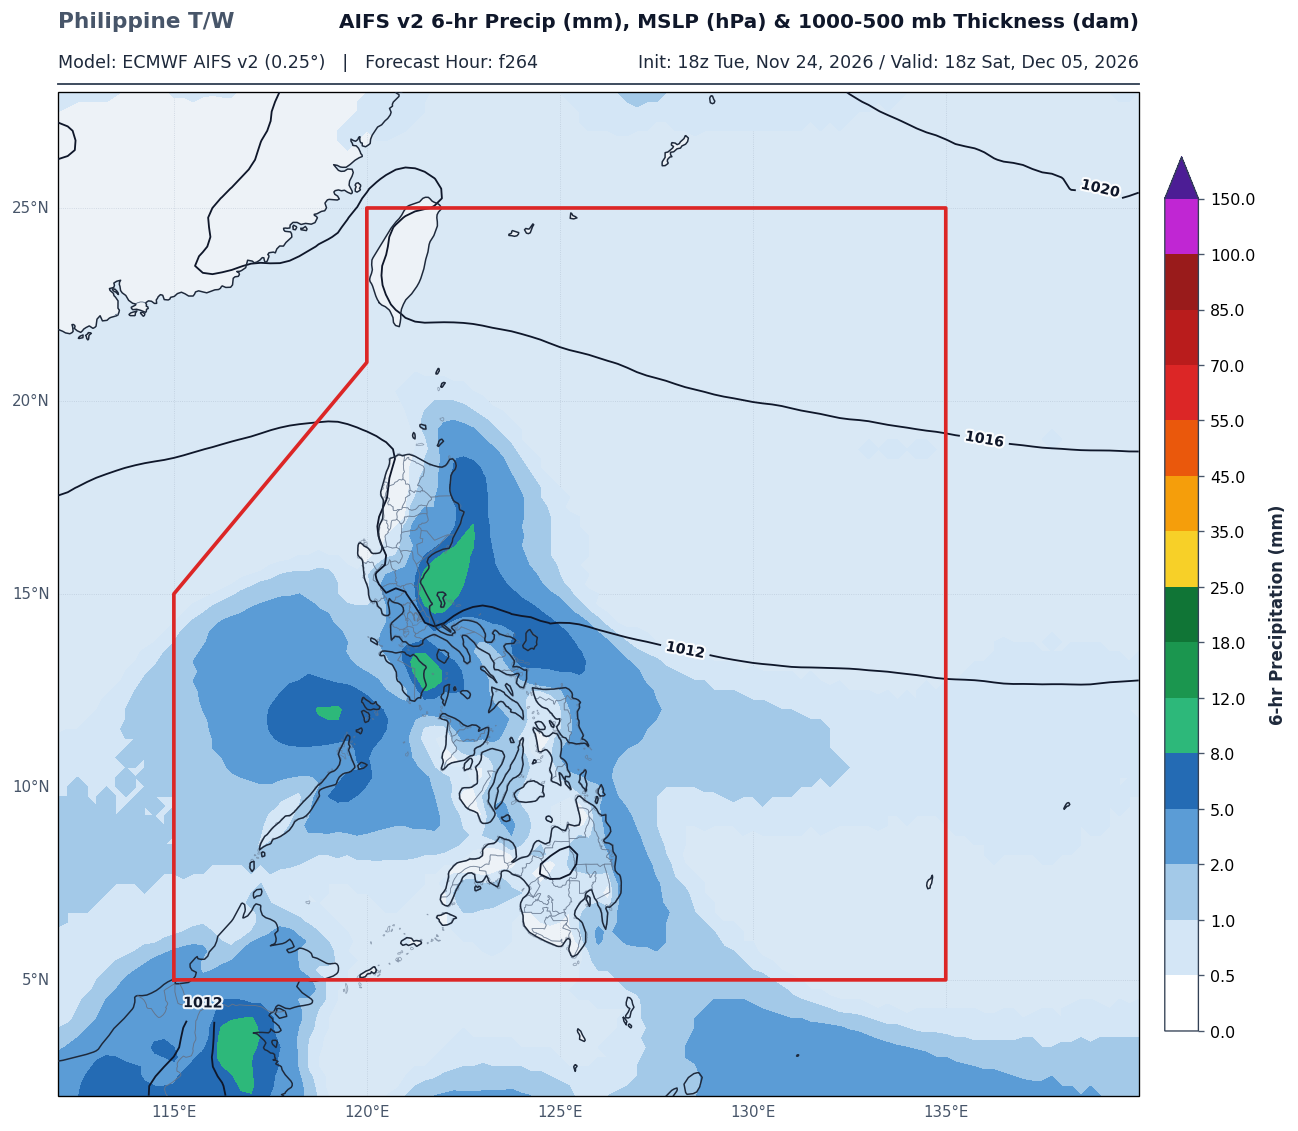 Philippine T/W
AIFS v2 6-hr Precip (mm), MSLP (hPa) & 1000-500 mb Thickness (dam)
Model: ECMWF AIFS v2 (0.25°) | Forecast Hour: f264
Init: 18z Tue, Nov 24, 2026 / Valid: 18z Sat, Dec 05, 2026
1020
1016
1012
1012
25°N
20°N
15°N
10°N
5°N
115°E
120°E
125°E
130°E
135°E
150.0
100.0
85.0
70.0
55.0
45.0
35.0
25.0
18.0
12.0
8.0
5.0
2.0
1.0
0.5
0.0
6-hr Precipitation (mm)